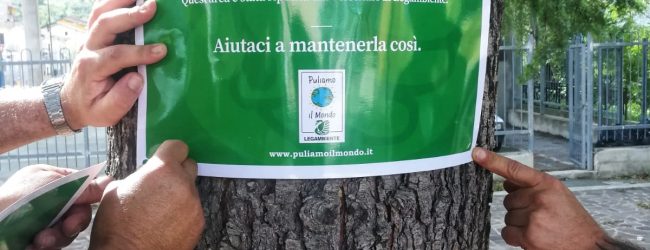 Aiutaci a mantenerla così.
Puliamo
il Mondo
LEGAMBIENTE
www.puliamoilmondo.it